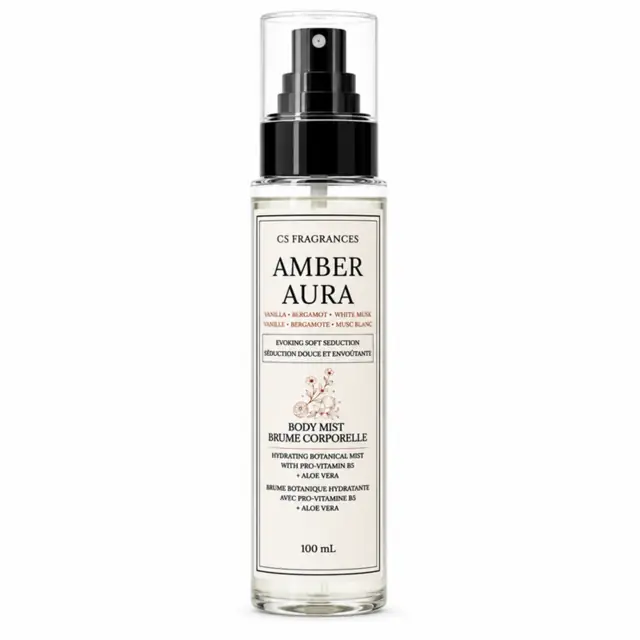 CS FRAGRANCES
AMBER
AURA
VANILLA • BERGAMOT • WHITE MUSK
VANILLE • BERGAMOTE • MUSC BLANC
EVOKING SOFT SEDUCTION
SÉDUCTION DOUCE ET ENVOÛTANTE
BODY MIST
BRUME CORPORELLE
HYDRATING BOTANICAL MIST
WITH PRO-VITAMIN B5
+ ALOE VERA
BRUME BOTANIQUE HYDRATANTE
AVEC PRO-VITAMINE B5
+ ALOE VERA
100 mL